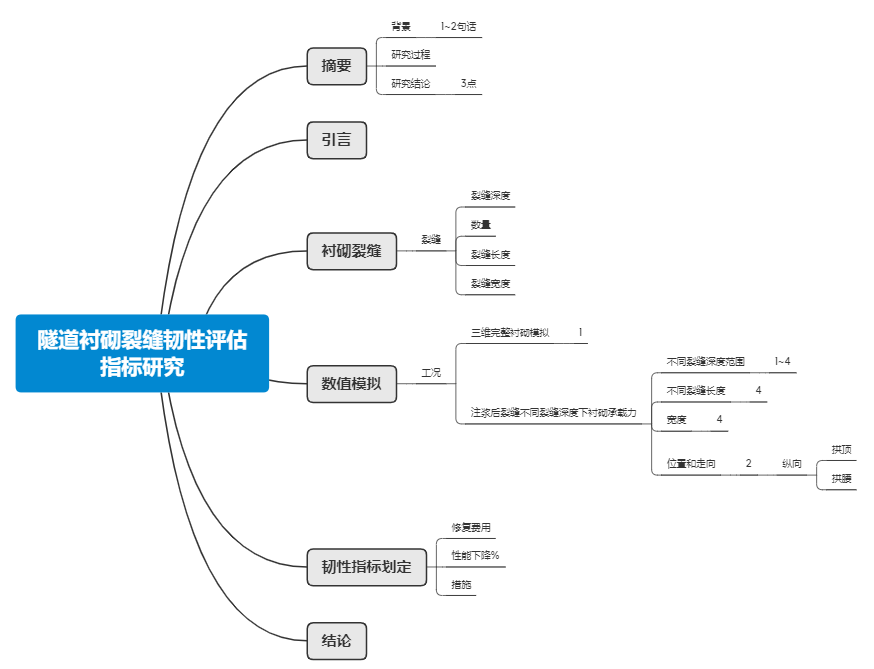 隧道衬砌裂缝韧性评估
指标研究
摘要
背景
1~2句话
研究过程
研究结论
3点
引言
衬砌裂缝
裂缝
裂缝深度
数量
裂缝长度
裂缝宽度
数值模拟
工况
三维完整衬砌模拟
1
注浆后裂缝不同裂缝深度下衬砌承载力
不同裂缝深度范围
1~4
不同裂缝长度
4
宽度
4
位置和走向
2
纵向
拱顶
拱腰
韧性指标划定
修复费用
性能下降%
措施
结论